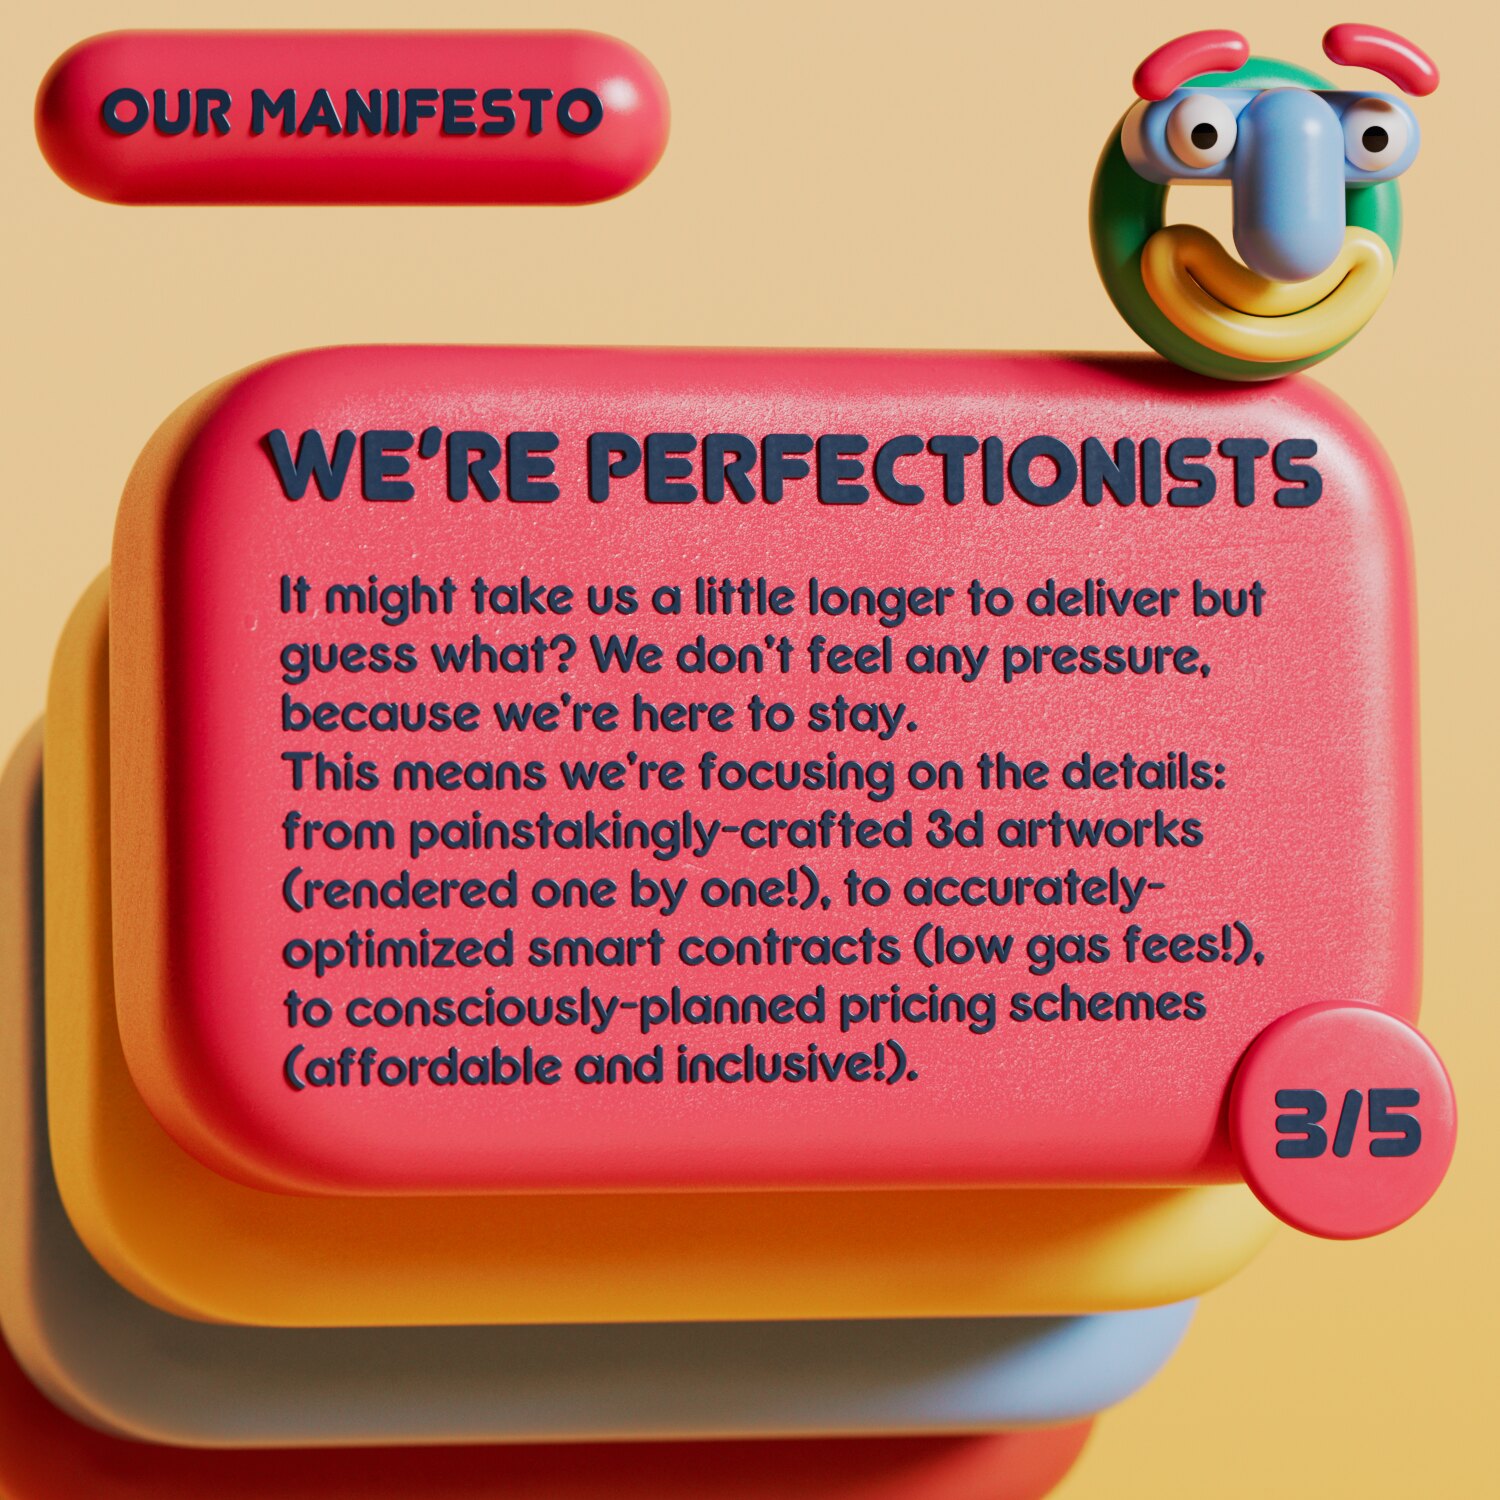 OUR MANIFESTO
WE'RE PERFECTIONISTS
It might take us a little longer to deliver but
guess what? We don't feel any pressure,
because we're here to stay.
This means we're focusing on the details:
from painstakingly-crafted 3d artworks
(rendered one by one!), to accurately-
optimized smart contracts (low gas fees!),
to consciously-planned pricing schemes
(affordable and inclusive!).
3/5